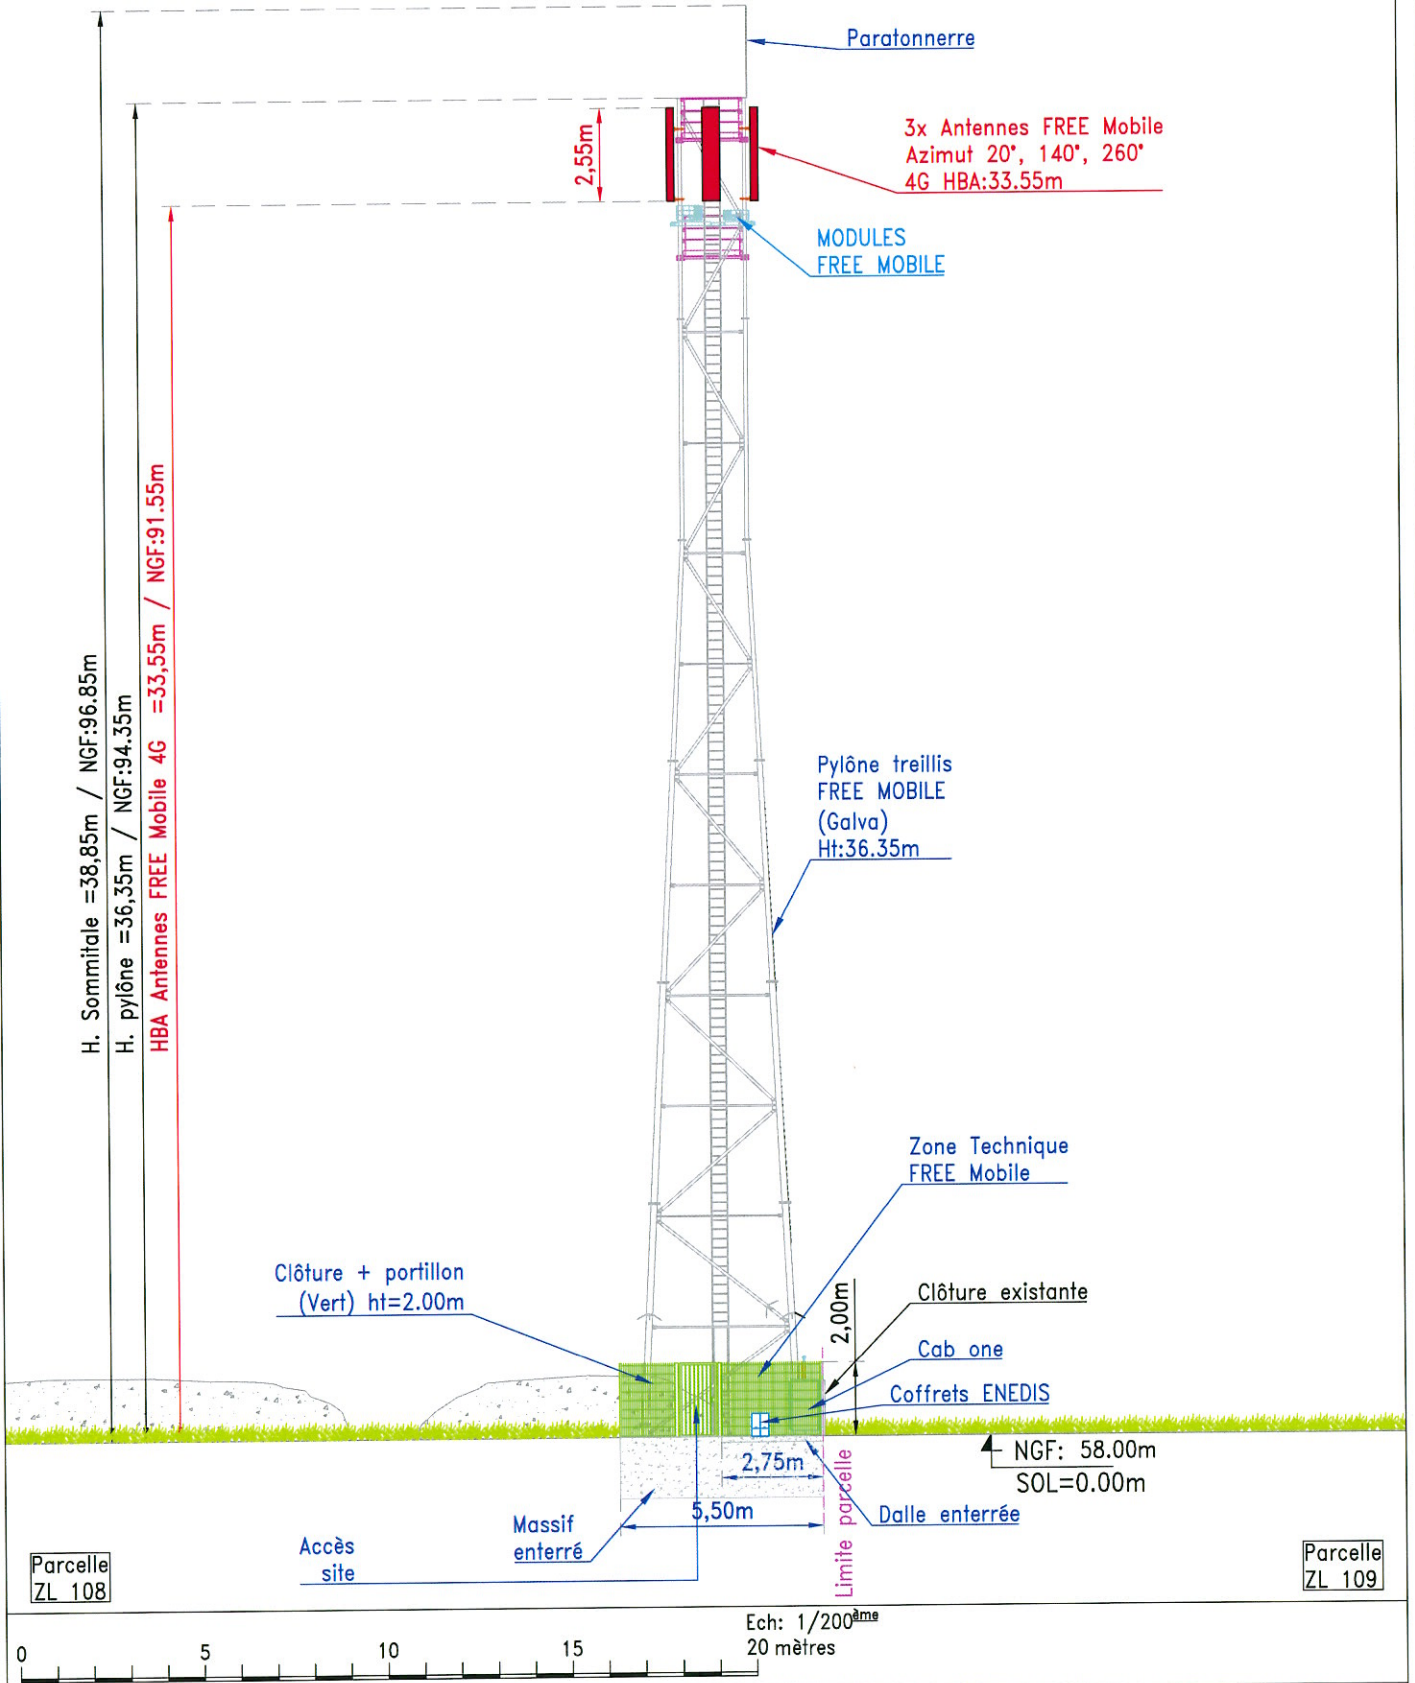 Paratonnerre
3x Antennes FREE Mobile
Azimut 20°, 140°, 260°
4G HBA:33.55m
2,55m
MODULES
FREE MOBILE
H. Sommitale =38,85m / NGF:96.85m
H. pylône =36,35m / NGF:94.35m
HBA Antennes FREE Mobile 4G =33,55m / NGF:91.55m
Pylône treillis
FREE MOBILE
(Galva)
Ht:36.35m
Zone Technique
FREE Mobile
Clôture + portillon
(Vert) ht=2.00m
2,00m
Clôture existante
Cab one
Coffrets ENEDIS
NGF: 58.00m
SOL=0.00m
2,75m
5,50m
Limite parcelle
Dalle enterrée
Massif
enterré
Accès
site
Parcelle
ZL 108
Parcelle
ZL 109
Ech: 1/200ème
0 5 10 15 20 mètres